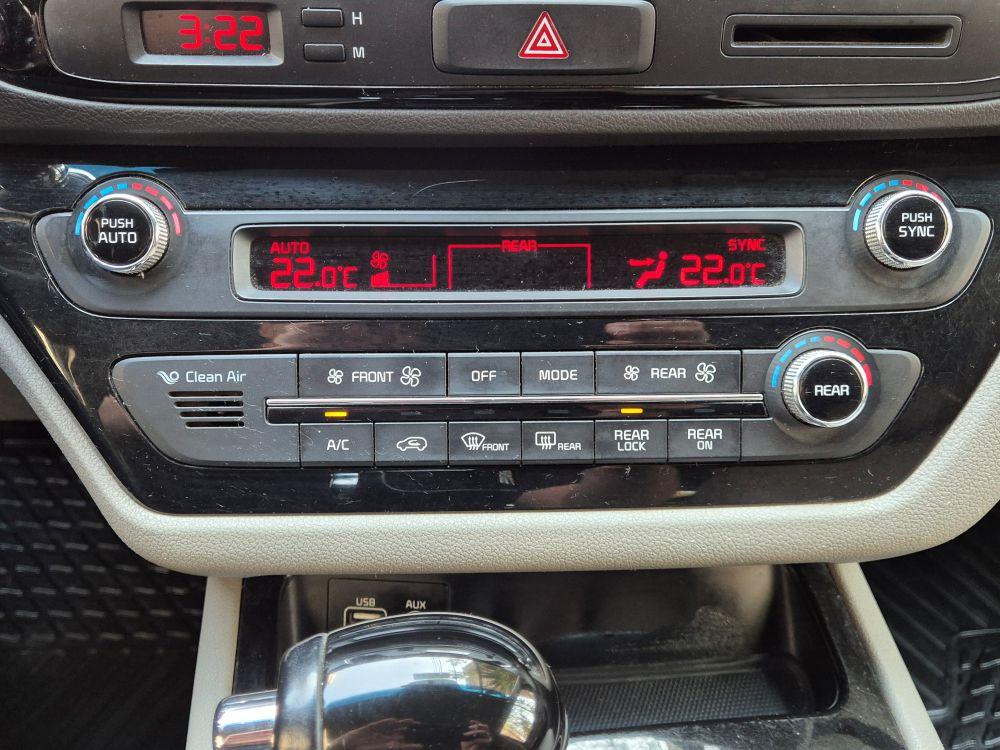 3:22
H
M
PUSH
AUTO
AUTO
22.0°C
REAR
SYNC
22.0°C
PUSH
SYNC
Clean Air
FRONT
OFF
MODE
REAR
REAR
A/C
FRONT
REAR
REAR
LOCK
REAR
ON
USB
AUX